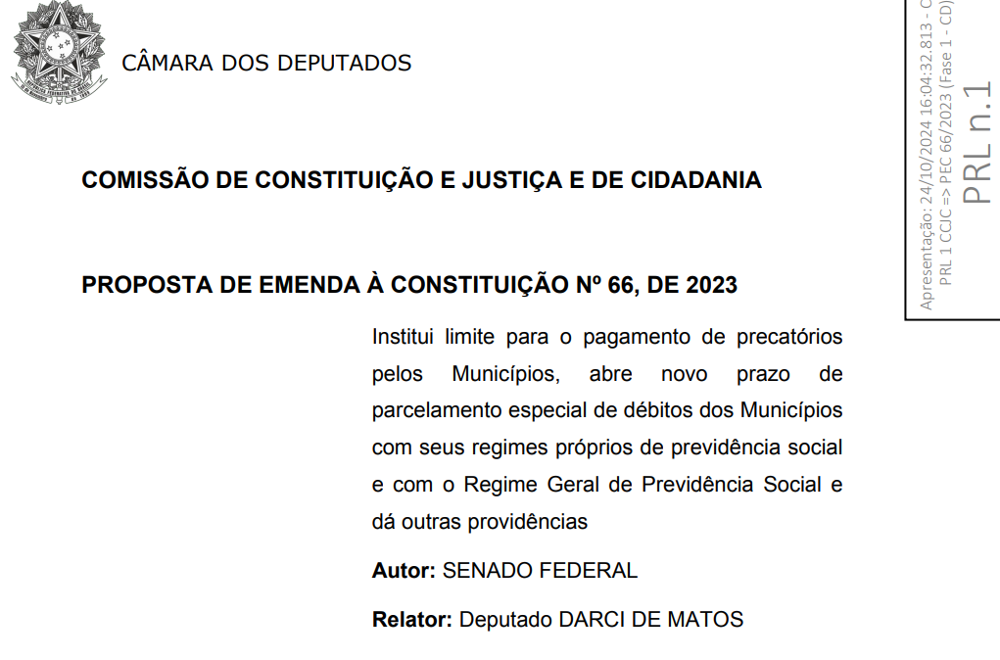 CÂMARA DOS DEPUTADOS
COMISSÃO DE CONSTITUIÇÃO E JUSTIÇA E DE CIDADANIA
PROPOSTA DE EMENDA À CONSTITUIÇÃO Nº 66, DE 2023
Institui limite para o pagamento de precatórios
pelos Municípios, abre novo prazo de
parcelamento especial de débitos dos Municípios
com seus regimes próprios de previdência social
e com o Regime Geral de Previdência Social e
dá outras providências
Autor: SENADO FEDERAL
Relator: Deputado DARCI DE MATOS
Apresentação: 24/10/2024 16:04:32.813 - C
PRL 1 CCJC => PEC 66/2023 (Fase 1 - CD)
PRL n.1